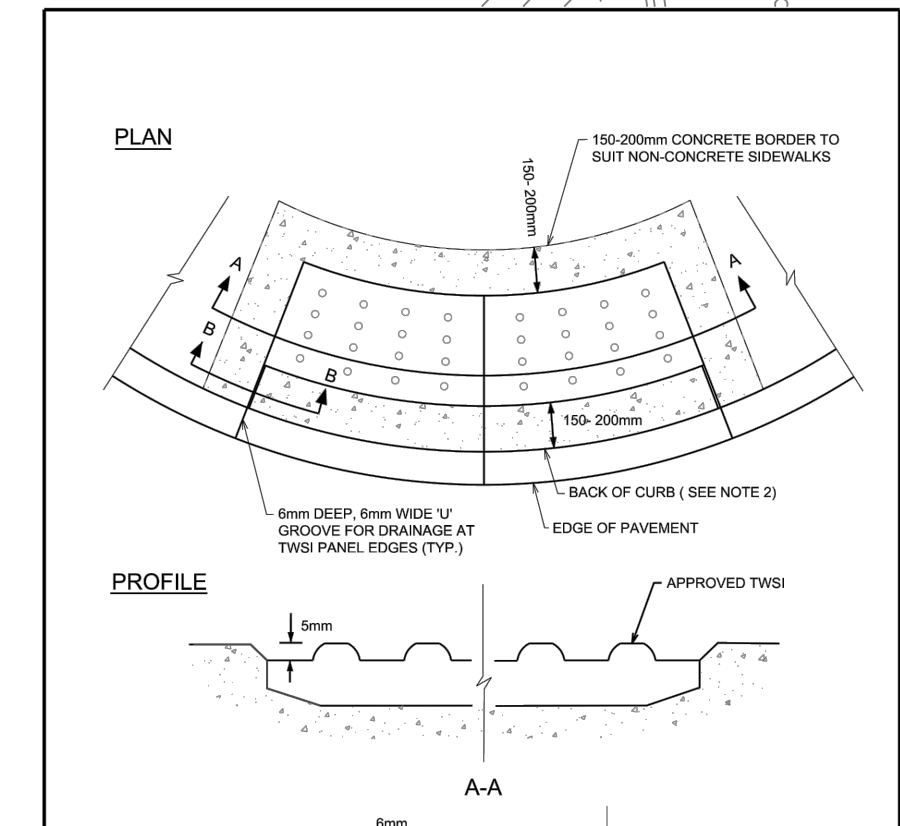 PLAN
150-200mm CONCRETE BORDER TO
SUIT NON-CONCRETE SIDEWALKS
150- 200mm
A
A
B
B
150- 200mm
BACK OF CURB ( SEE NOTE 2)
6mm DEEP, 6mm WIDE 'U'
GROOVE FOR DRAINAGE AT
TWSI PANEL EDGES (TYP.)
EDGE OF PAVEMENT
PROFILE
APPROVED TWSI
5mm
A-A
6mm